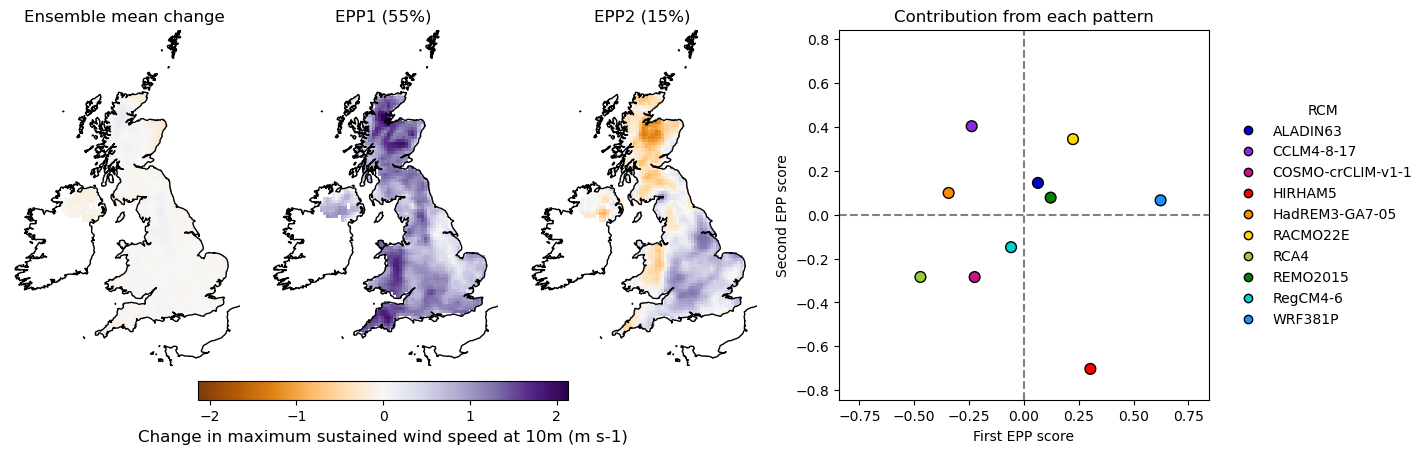 Ensemble mean change
EPP1 (55%)
EPP2 (15%)
Contribution from each pattern
−2
−1
0
1
2
Change in maximum sustained wind speed at 10m (m s-1)
Second EPP score
0.8
0.6
0.4
0.2
0.0
−0.2
−0.4
−0.6
−0.8
−0.75
−0.50
−0.25
0.00
0.25
0.50
0.75
First EPP score
RCM
ALADIN63
CCLM4-8-17
COSMO-crCLIM-v1-1
HIRHAM5
HadREM3-GA7-05
RACMO22E
RCA4
REMO2015
RegCM4-6
WRF381P